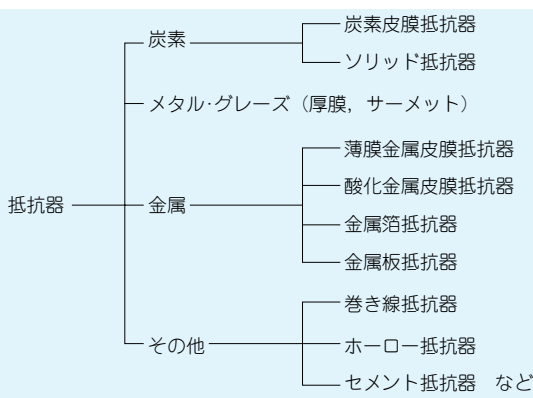 抵抗器
炭素
炭素皮膜抵抗器
ソリッド抵抗器
メタル・グレーズ（厚膜，サーメット）
金属
薄膜金属皮膜抵抗器
酸化金属皮膜抵抗器
金属箔抵抗器
金属板抵抗器
その他
巻き線抵抗器
ホーロー抵抗器
セメント抵抗器　など